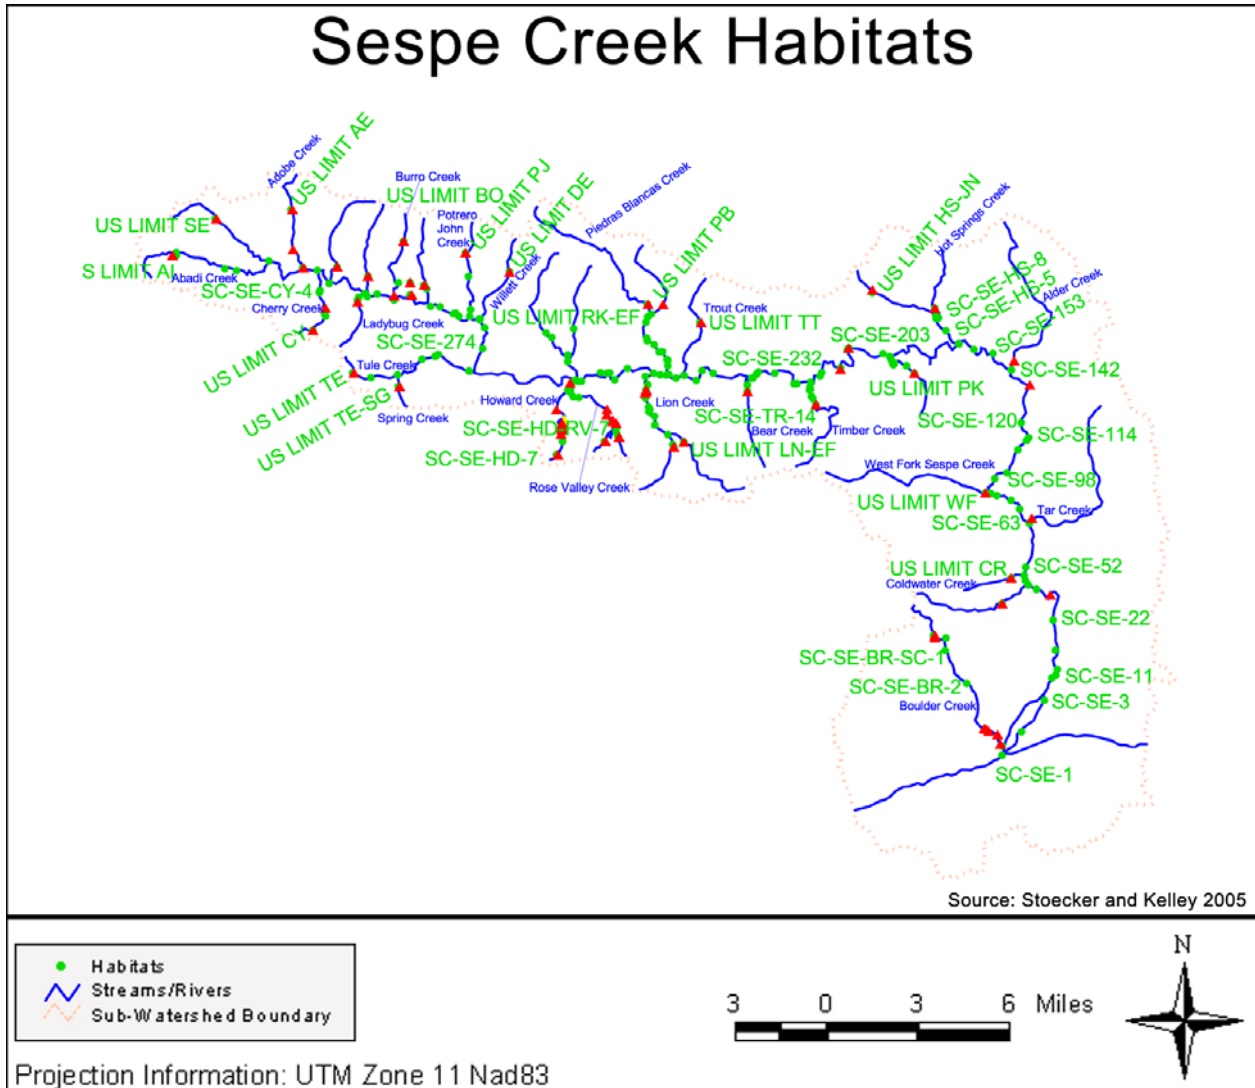 Sespe Creek Habitats
Adobe Creek
US LIMIT AE
Burro Creek
US LIMIT BO
Potrero
John
Creek
US LIMIT PJ
US LIMIT DE
Piedras Blancas Creek
US LIMIT PB
US LIMIT HS-JN
Hot Springs Creek
US LIMIT SE
S LIMIT AI
Abadi Creek
Willett Creek
SC-SE-HS-8
SC-SE-HS-5
SC-SE-153
Alder Creek
SC-SE-CY-4
Cherry Creek
US LIMIT CY
Ladybug Creek
SC-SE-274
US LIMIT RK-EF
Trout Creek
US LIMIT TT
SC-SE-203
SC-SE-232
SC-SE-142
US LIMIT TE
Tule Creek
US LIMIT PK
US LIMIT TE-SG
Spring Creek
Howard Creek
Lion Creek
SC-SE-TR-14
SC-SE-120
SC-SE-HD-RV-7
Bear Creek
Timber Creek
SC-SE-114
SC-SE-HD-7
US LIMIT LN-EF
West Fork Sespe Creek
SC-SE-98
Rose Valley Creek
US LIMIT WF
SC-SE-63
Tar Creek
US LIMIT CR
SC-SE-52
Coldwater Creek
SC-SE-22
SC-SE-BR-SC-1
SC-SE-11
SC-SE-BR-2
SC-SE-3
Boulder Creek
SC-SE-1
Source: Stoecker and Kelley 2005
Habitats
Streams/Rivers
Sub-Watershed Boundary
3 0 3 6 Miles
N
Projection Information: UTM Zone 11 Nad83